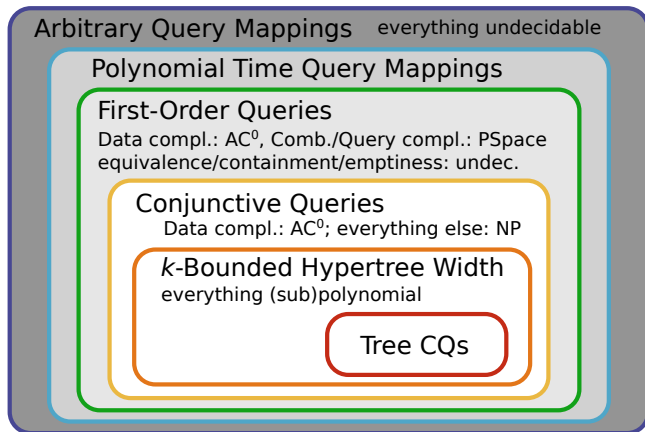 Arbitrary Query Mappings everything undecidable
Polynomial Time Query Mappings
First-Order Queries
Data compl.: AC⁰, Comb./Query compl.: PSpace
equivalence/containment/emptiness: undec.
Conjunctive Queries
Data compl.: AC⁰; everything else: NP
k-Bounded Hypertree Width
everything (sub)polynomial
Tree CQs